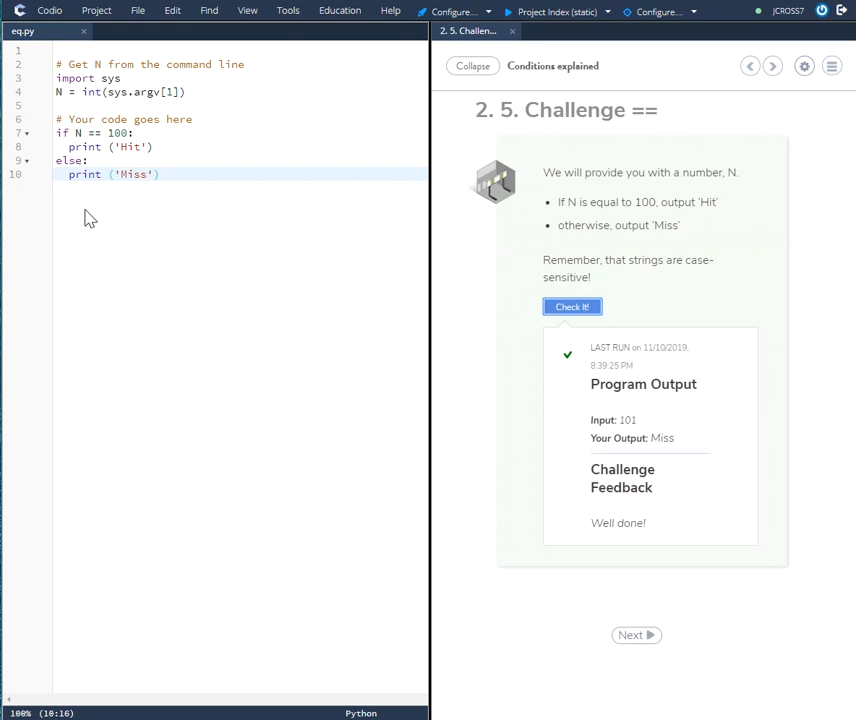 Codio Project File Edit Find View Tools Education Help Configure... Project Index (static) Configure... JCROSS7
eq.py
2. 5. Challen...
Collapse Conditions explained
1
2 # Get N from the command line
3 import sys
4 N = int(sys.argv[1])
5
6 # Your code goes here
7 if N == 100:
8 print ('Hit')
9 else:
10 print ('Miss')
2. 5. Challenge ==
We will provide you with a number, N.
• If N is equal to 100, output ‘Hit’
• otherwise, output ‘Miss’
Remember, that strings are case-
sensitive!
Check It!
LAST RUN on 11/10/2019,
8:39:25 PM
Program Output
Input: 101
Your Output: Miss
Challenge
Feedback
Well done!
Next
100% (10:16) Python